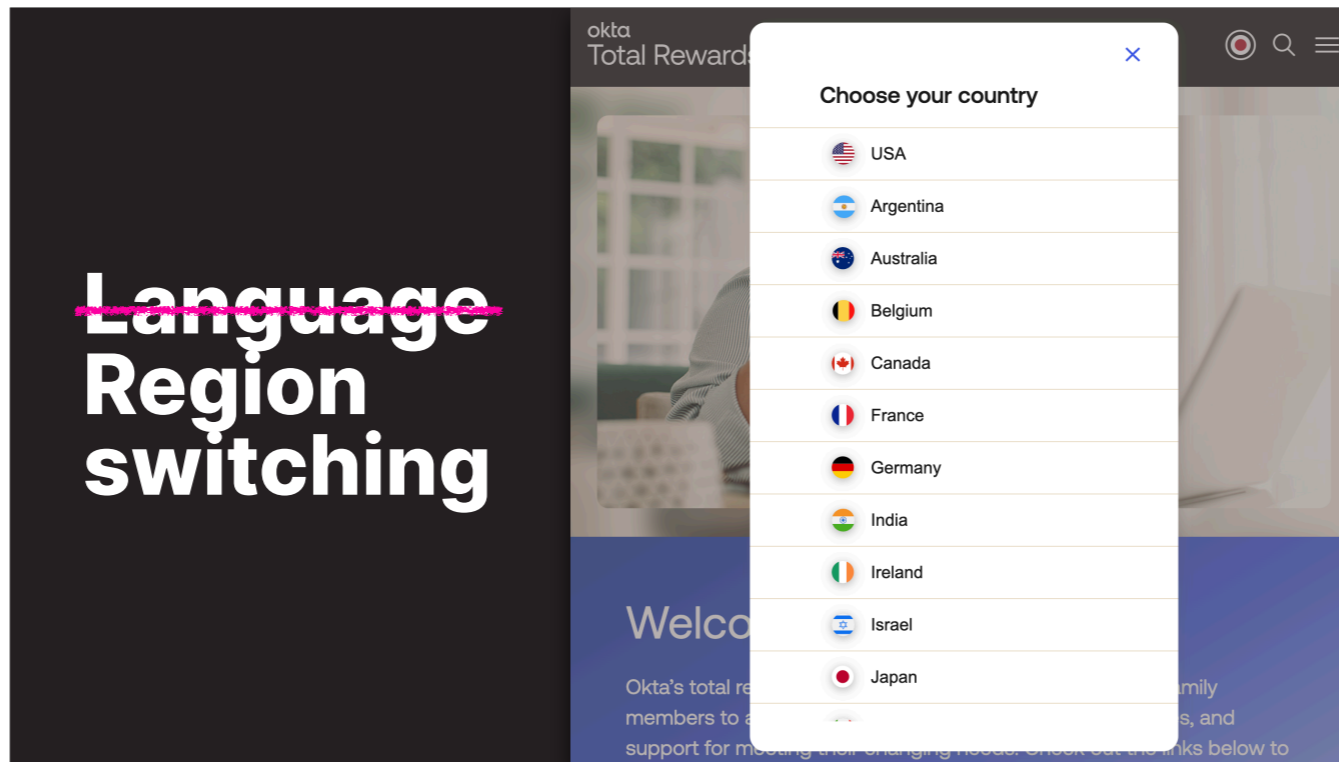 Language
Region
switching
okta
Total Rewards
Choose your country
USA
Argentina
Australia
Belgium
Canada
France
Germany
India
Ireland
Israel
Japan
Welco
Okta's total re
members to a
support for meeting their changing needs. Check out the links below to
amily
s, and